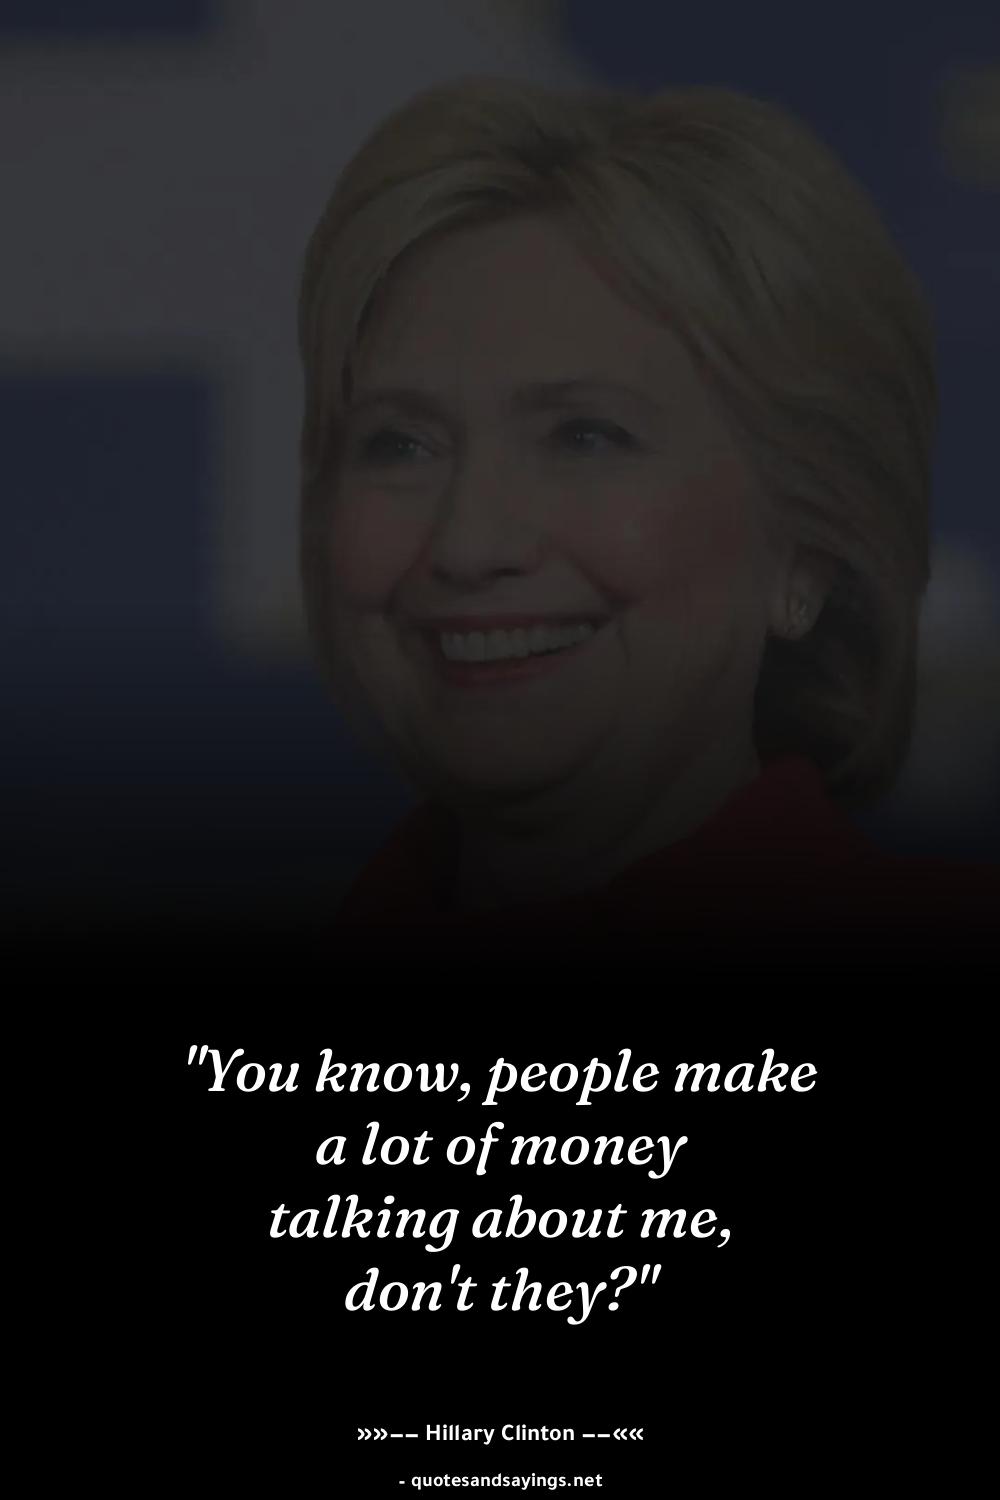 "You know, people make
a lot of money
talking about me,
don't they?"
»»–– Hillary Clinton ––««
- quotesandsayings.net